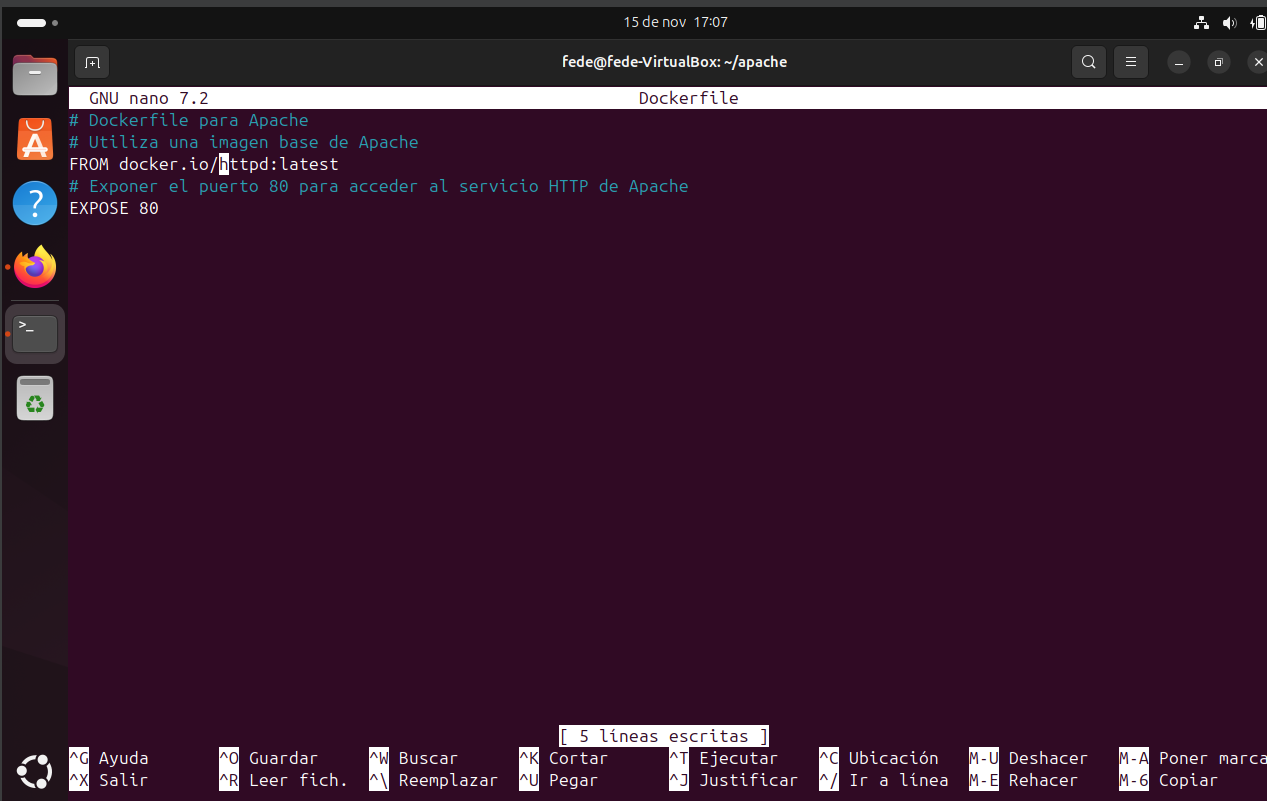 15 de nov 17:07
fede@fede-VirtualBox: ~/apache
GNU nano 7.2 Dockerfile
# Dockerfile para Apache
# Utiliza una imagen base de Apache
FROM docker.io/httpd:latest
# Exponer el puerto 80 para acceder al servicio HTTP de Apache
EXPOSE 80
[ 5 líneas escritas ]
^G Ayuda ^O Guardar ^W Buscar ^K Cortar ^T Ejecutar ^C Ubicación M-U Deshacer M-A Poner marca
^X Salir ^R Leer fich. ^\ Reemplazar ^U Pegar ^J Justificar ^/ Ir a línea M-E Rehacer M-6 Copiar